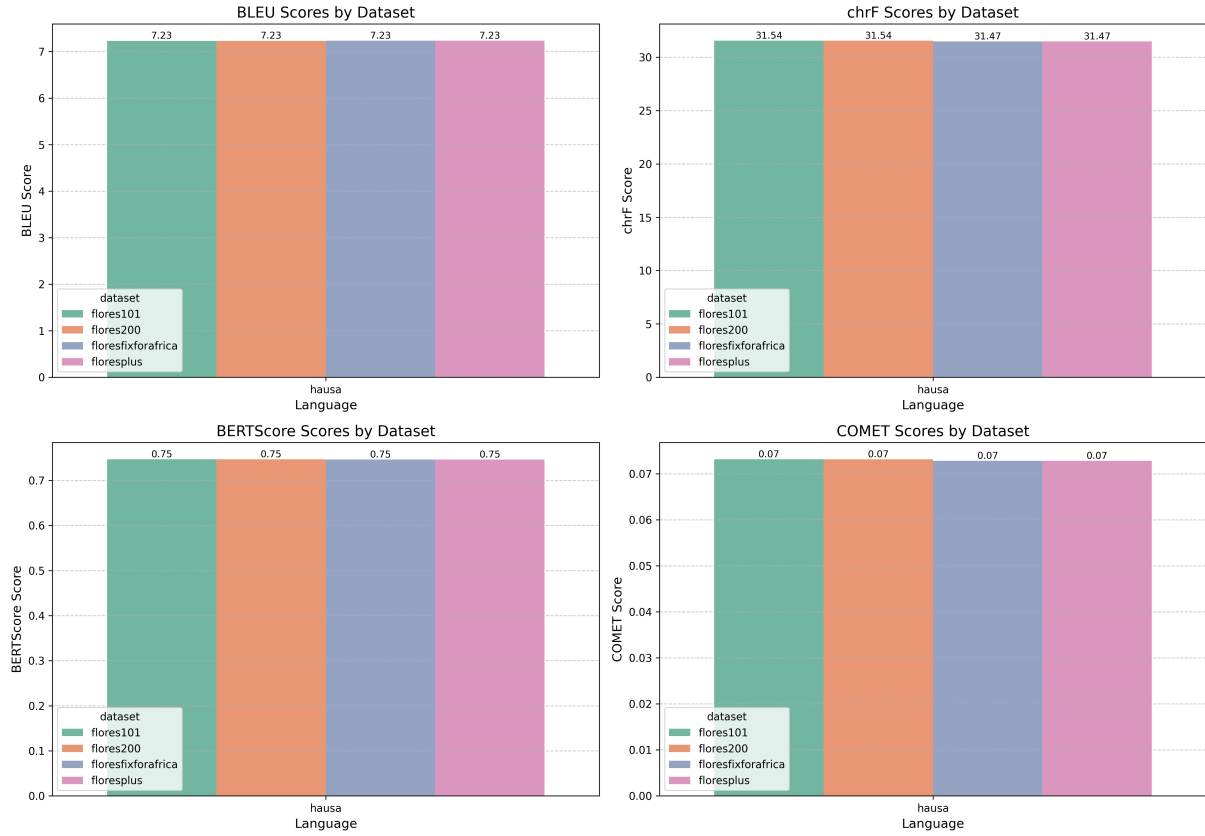 BLEU Scores by Dataset
7.23 7.23 7.23 7.23
7
6
5
4
3
2
1
0
BLEU Score
dataset
flores101
flores200
floresfixforafrica
floresplus
hausa
Language
chrF Scores by Dataset
31.54 31.54 31.47 31.47
30
25
20
15
10
5
0
chrF Score
dataset
flores101
flores200
floresfixforafrica
floresplus
hausa
Language
BERTScore Scores by Dataset
0.75 0.75 0.75 0.75
0.7
0.6
0.5
0.4
0.3
0.2
0.1
0.0
BERTScore Score
dataset
flores101
flores200
floresfixforafrica
floresplus
hausa
Language
COMET Scores by Dataset
0.07 0.07 0.07 0.07
0.07
0.06
0.05
0.04
0.03
0.02
0.01
0.00
COMET Score
dataset
flores101
flores200
floresfixforafrica
floresplus
hausa
Language